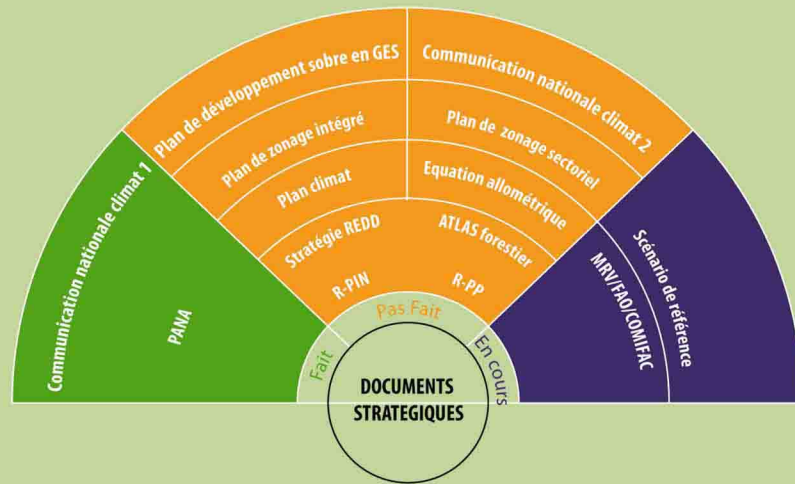 Communication nationale climat 1
PANA
Fait
Plan de développement sobre en GES
Plan de zonage intégré
Plan climat
Stratégie REDD
R-PIN
Communication nationale climat 2
Plan de zonage sectoriel
Equation allométrique
ATLAS forestier
R-PP
Pas Fait
Scénario de référence
MRV/FAO/COMIFAC
En cours
DOCUMENTS
STRATEGIQUES